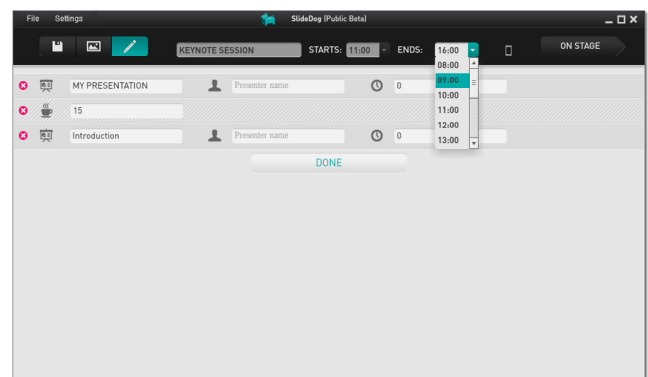 File Settings SlideDog (Public Beta)
KEYNOTE SESSION STARTS: 11:00 ENDS: 16:00 ON STAGE
08:00
09:00
10:00
11:00
12:00
13:00
MY PRESENTATION Presenter name 0
15
Introduction Presenter name 0
DONE